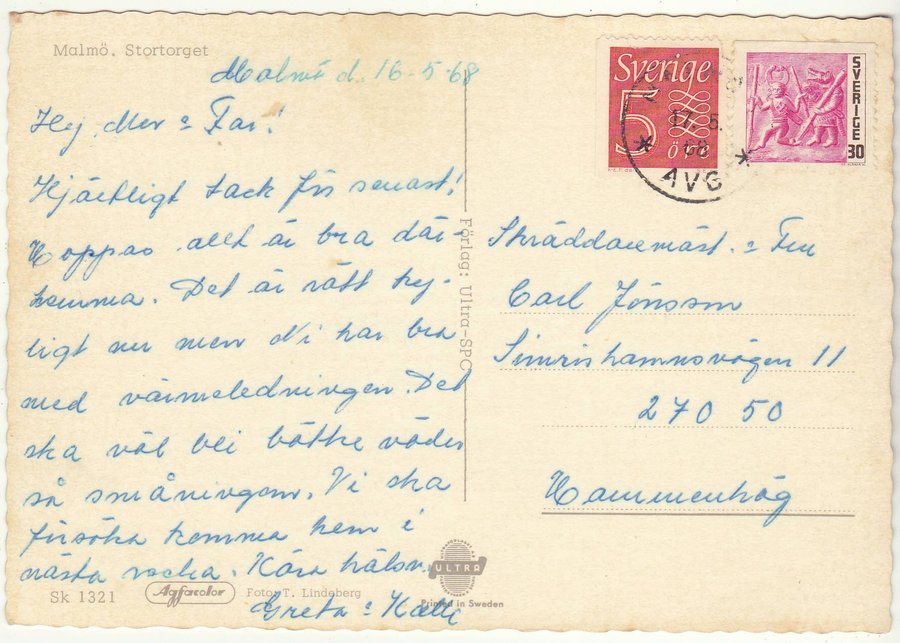 Malmö. Stortorget
Malmö d. 16-5-68
Hej Mor o Far!
Hjärtligt tack för senast!
Hoppas allt är bra där-
hemma. Det är rätt ky-
ligt nu men Ni har bra
med värmeledningen. Det
ska väl bli bättre väder
så småningom. Vi ska
försöka komma hem i
nästa vecka. Kära hälsn.
Greta o Kalle
Sk 1321
Agfacolor
Foto: T. Lindeberg
Förlag: Ultra-SPC
ULTRA
Printed in Sweden
Sverige
5
öre
17. 5.
68
AVG
SVERIGE 30
Skräddaremäst. o Fru
Carl Jönsson
Simrishamnsvägen 11
270 50
Hammenhög